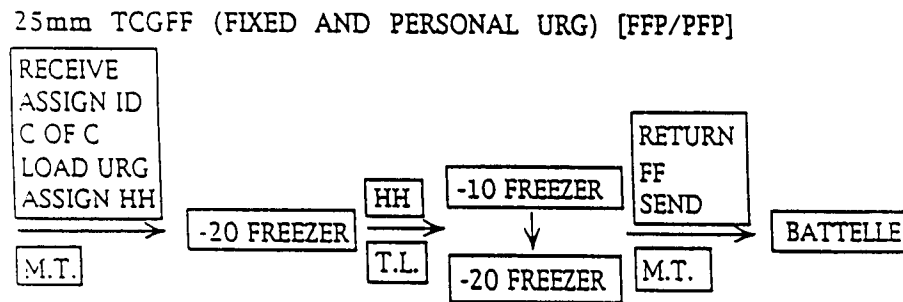 25mm TCGFF (FIXED AND PERSONAL URG) [FFP/PFP]
RECEIVE
ASSIGN ID
C OF C
LOAD URG
ASSIGN HH
M.T.
-20 FREEZER
HH
T.L.
-10 FREEZER
-20 FREEZER
RETURN
FF
SEND
M.T.
BATTELLE